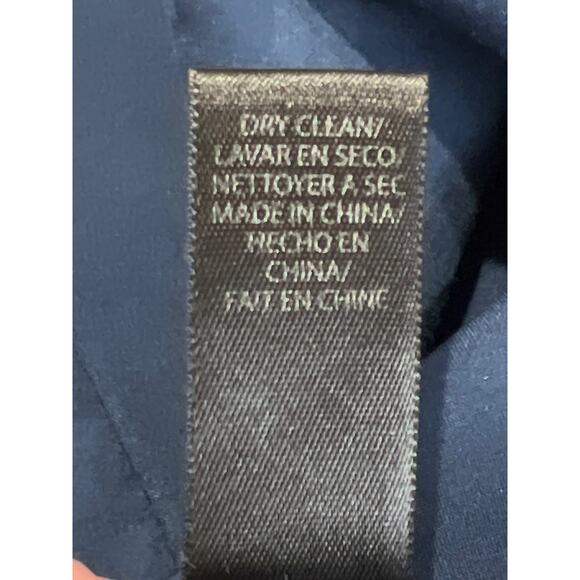 DRY CLEAN/
LAVAR EN SECO/
NETTOYER A SEC
MADE IN CHINA/
HECHO EN
CHINA/
FAIT EN CHINE